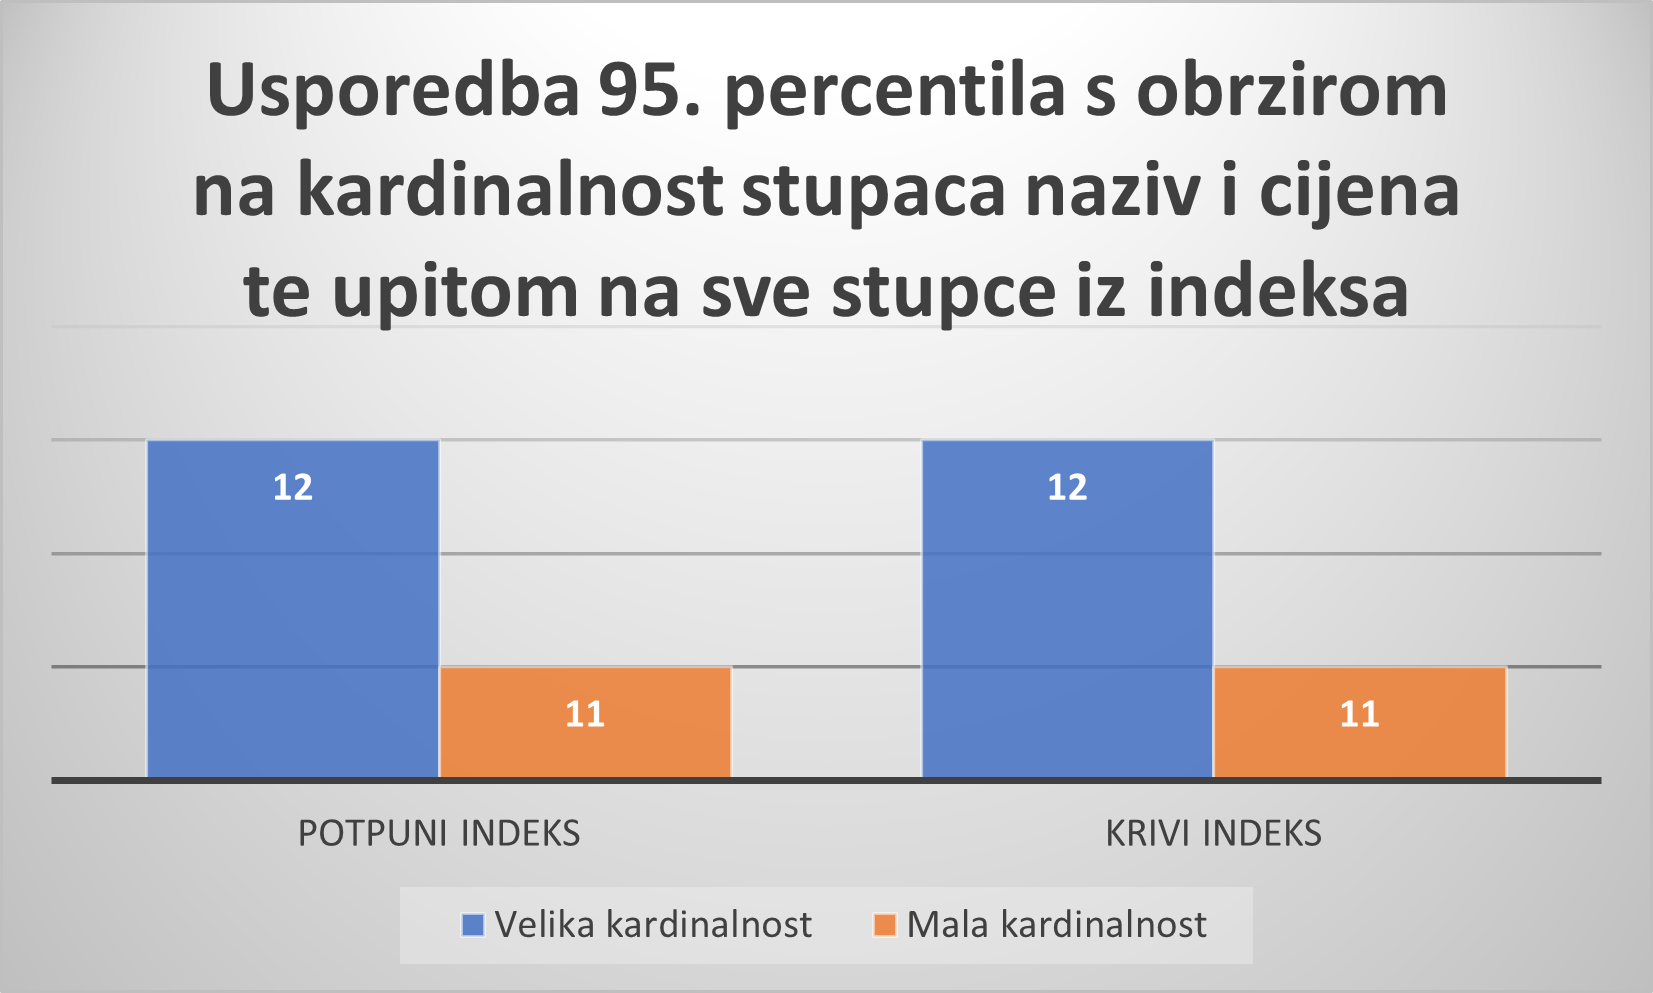 Usporedba 95. percentila s obrzirom
na kardinalnost stupaca naziv i cijena
te upitom na sve stupce iz indeksa
12
11
12
11
POTPUNI INDEKS
KRIVI INDEKS
Velika kardinalnost
Mala kardinalnost